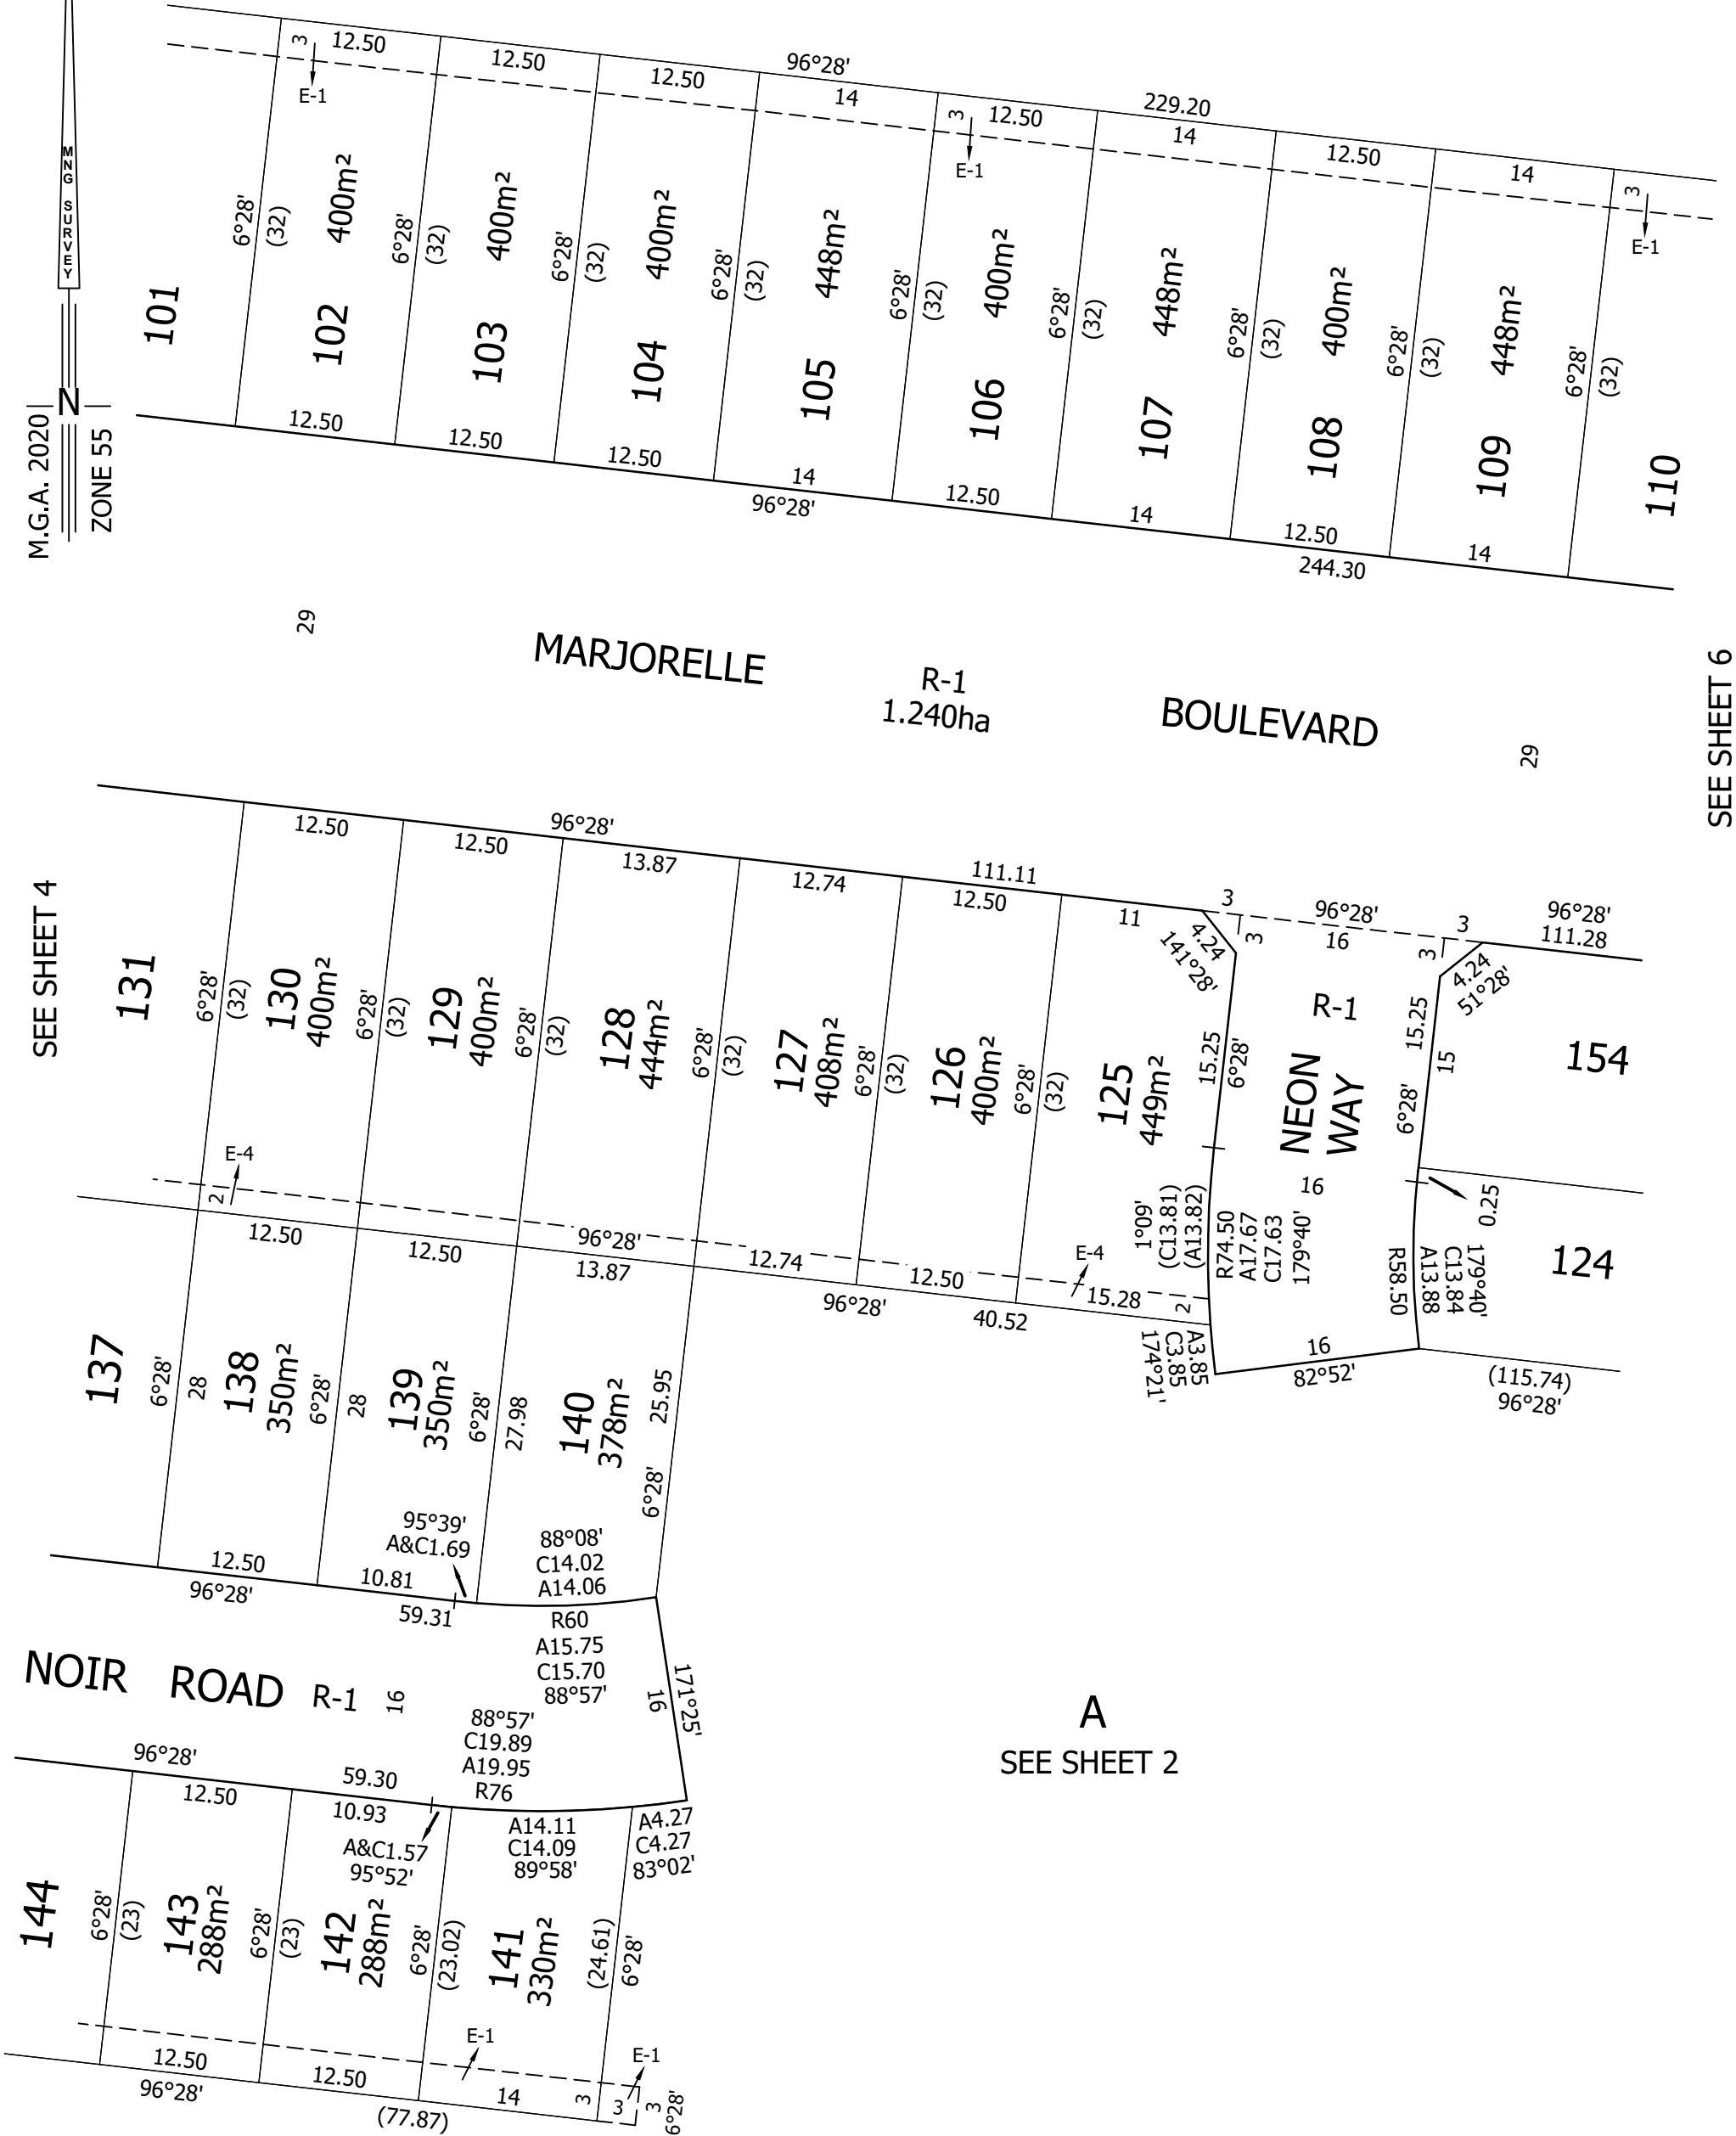 MNG SURVEY
N
M.G.A. 2020
ZONE 55
3
E-1
12.50
12.50
12.50
96°28'
14
3
E-1
12.50
229.20
14
12.50
14
3
E-1
101
6°28'
(32)
400m²
102
6°28'
(32)
400m²
103
6°28'
(32)
400m²
104
6°28'
(32)
448m²
105
6°28'
(32)
400m²
106
6°28'
(32)
448m²
107
6°28'
(32)
400m²
108
6°28'
(32)
448m²
109
6°28'
(32)
110
12.50
12.50
12.50
14
96°28'
12.50
14
12.50
244.30
14
29
MARJORELLE
R-1
1.240ha
BOULEVARD
29
SEE SHEET 6
SEE SHEET 4
12.50
12.50
96°28'
13.87
12.74
111.11
12.50
11
3
3
4.24
141°28'
96°28'
16
3
3
4.24
51°28'
96°28'
111.28
131
6°28'
(32)
130
400m²
6°28'
(32)
129
400m²
6°28'
(32)
128
444m²
6°28'
(32)
127
408m²
6°28'
(32)
126
400m²
6°28'
(32)
125
449m²
15.25
6°28'
R-1
NEON
WAY
16
15.25
6°28'
15
154
0.25
124
E-4
2
12.50
12.50
96°28'
13.87
12.74
96°28'
12.50
40.52
E-4
15.28
2
1°09'
(C13.81)
(A13.82)
R74.50
A17.67
C17.63
179°40'
R58.50
A13.88
C13.84
179°40'
A3.85
C3.85
174°21'
16
82°52'
(115.74)
96°28'
137
6°28'
28
138
350m²
6°28'
28
139
350m²
6°28'
27.98
140
378m²
25.95
6°28'
95°39'
A&C1.69
88°08'
C14.02
A14.06
12.50
96°28'
10.81
59.31
R60
A15.75
C15.70
88°57'
171°25'
16
NOIR ROAD R-1
16
88°57'
C19.89
A19.95
R76
A
SEE SHEET 2
96°28'
12.50
59.30
10.93
A&C1.57
95°52'
A14.11
C14.09
89°58'
A4.27
C4.27
83°02'
144
6°28'
(23)
143
288m²
6°28'
(23)
142
288m²
6°28'
(23.02)
141
330m²
(24.61)
6°28'
E-1
E-1
12.50
96°28'
12.50
14
(77.87)
3
3
3
6°28'